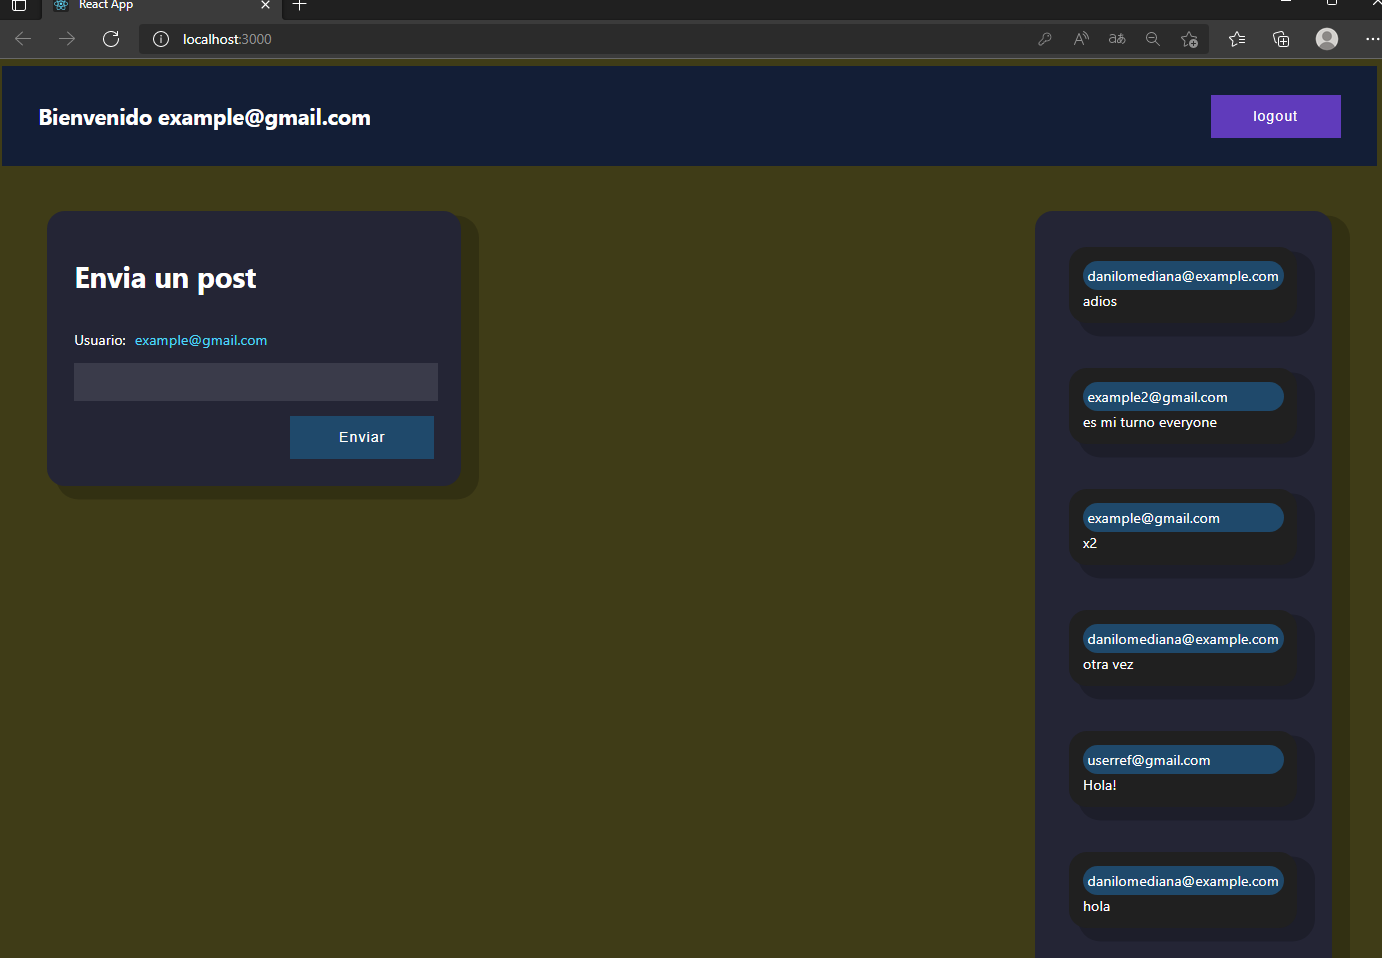 React App
localhost:3000
Bienvenido example@gmail.com
logout
Envia un post
Usuario: example@gmail.com
Enviar
danilomediana@example.com
adios
example2@gmail.com
es mi turno everyone
example@gmail.com
x2
danilomediana@example.com
otra vez
userref@gmail.com
Hola!
danilomediana@example.com
hola